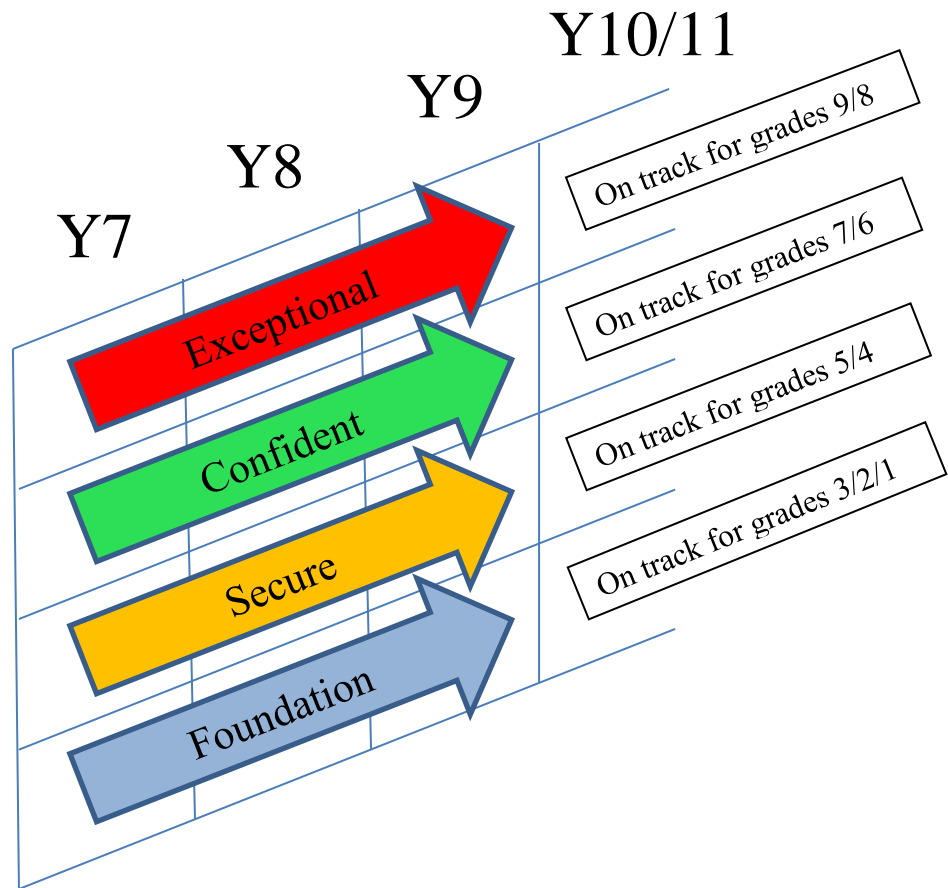 Y7
Y8
Y9
Y10/11
Exceptional
On track for grades 9/8
Confident
On track for grades 7/6
Secure
On track for grades 5/4
Foundation
On track for grades 3/2/1